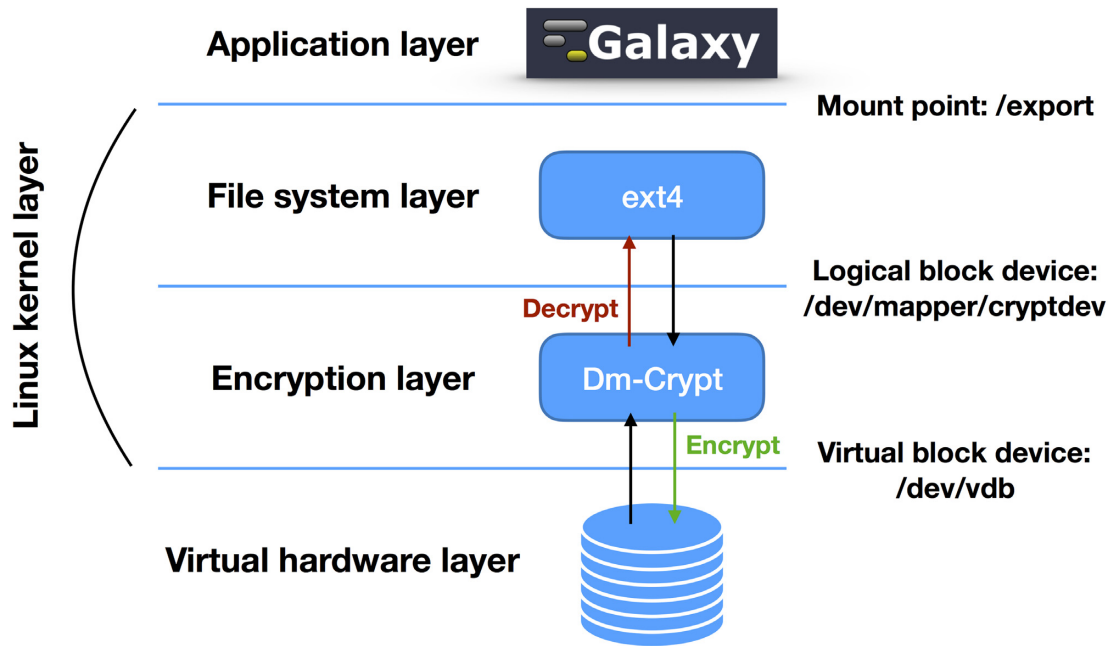 Application layer
Galaxy
Mount point: /export
Linux kernel layer
File system layer
ext4
Logical block device:
/dev/mapper/cryptdev
Decrypt
Encryption layer
Dm-Crypt
Encrypt
Virtual block device:
/dev/vdb
Virtual hardware layer